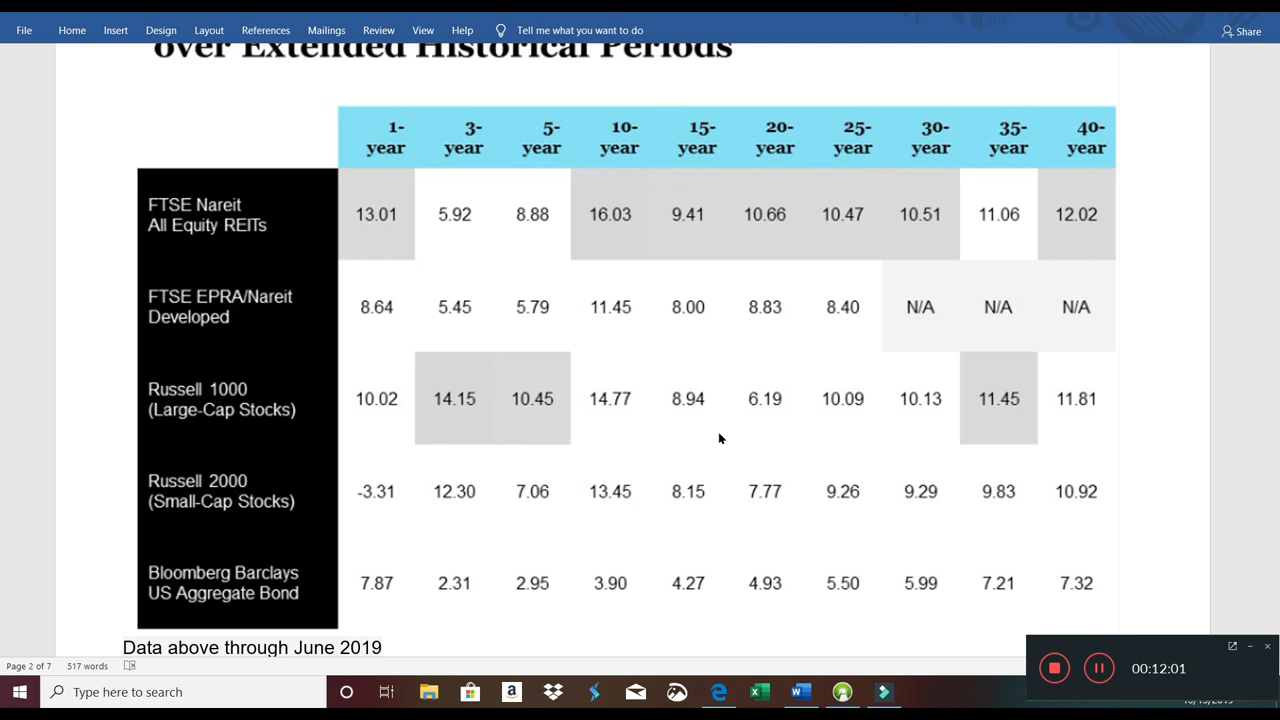 File Home Insert Design Layout References Mailings Review View Help Tell me what you want to do Share
over Extended Historical Periods
1-year 3-year 5-year 10-year 15-year 20-year 25-year 30-year 35-year 40-year
FTSE Nareit
All Equity REITs 13.01 5.92 8.88 16.03 9.41 10.66 10.47 10.51 11.06 12.02
FTSE EPRA/Nareit
Developed 8.64 5.45 5.79 11.45 8.00 8.83 8.40 N/A N/A N/A
Russell 1000
(Large-Cap Stocks) 10.02 14.15 10.45 14.77 8.94 6.19 10.09 10.13 11.45 11.81
Russell 2000
(Small-Cap Stocks) -3.31 12.30 7.06 13.45 8.15 7.77 9.26 9.29 9.83 10.92
Bloomberg Barclays
US Aggregate Bond 7.87 2.31 2.95 3.90 4.27 4.93 5.50 5.99 7.21 7.32
Data above through June 2019
Page 2 of 7 517 words
00:12:01
Type here to search